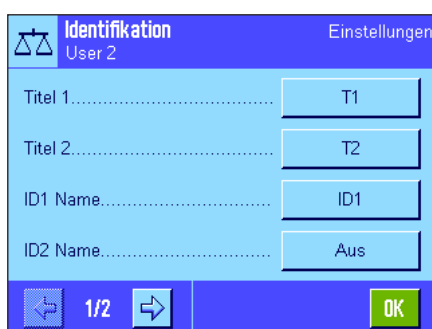 Identifikation
Einstellungen
User 2
Titel 1.................................... T1
Titel 2.................................... T2
ID1 Name.............................. ID1
ID2 Name.............................. Aus
1/2
OK